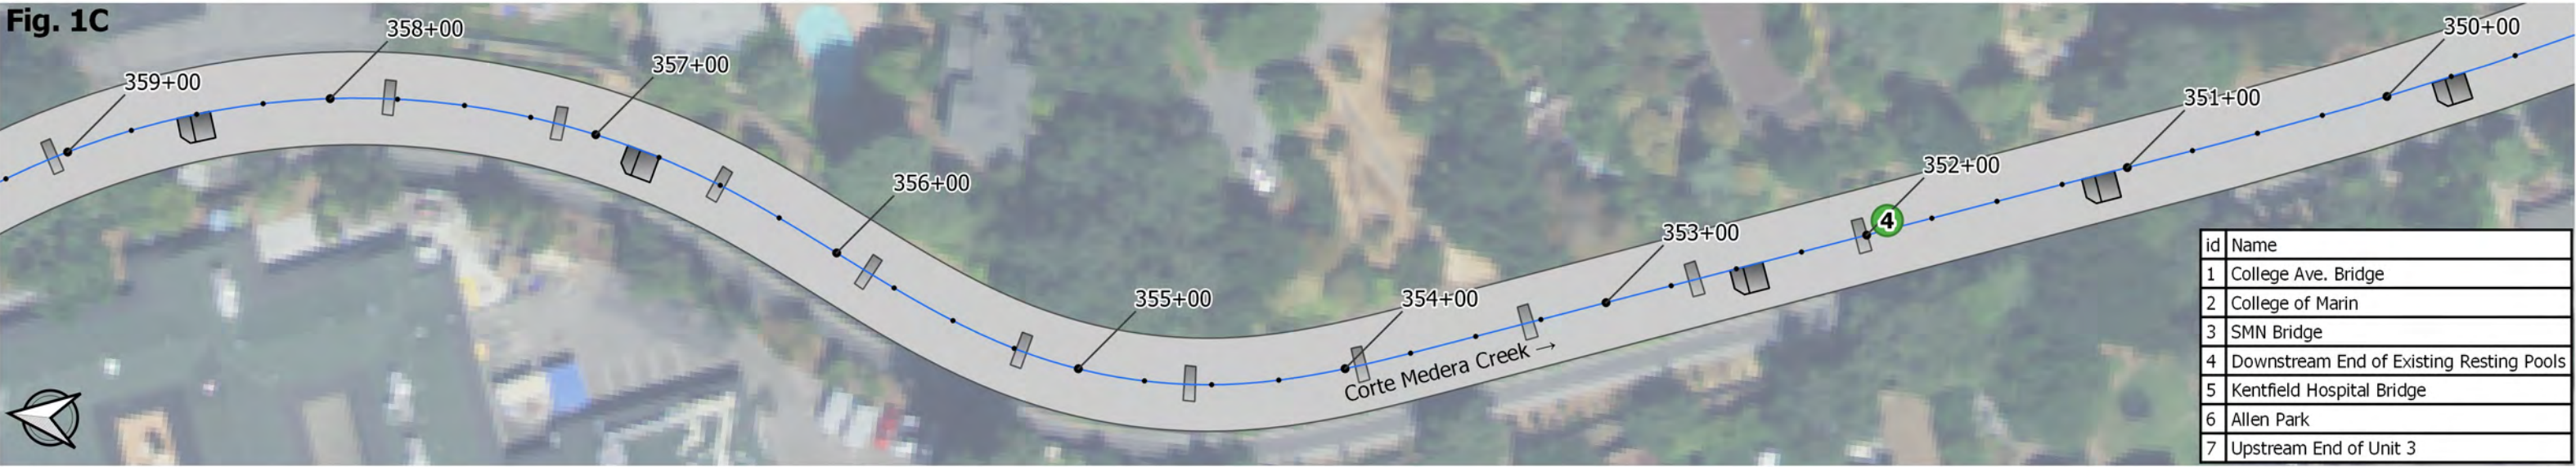 Fig. 1C
359+00
358+00
357+00
356+00
355+00
354+00
353+00
352+00
351+00
350+00
4
Corte Medera Creek →
id Name
1 College Ave. Bridge
2 College of Marin
3 SMN Bridge
4 Downstream End of Existing Resting Pools
5 Kentfield Hospital Bridge
6 Allen Park
7 Upstream End of Unit 3